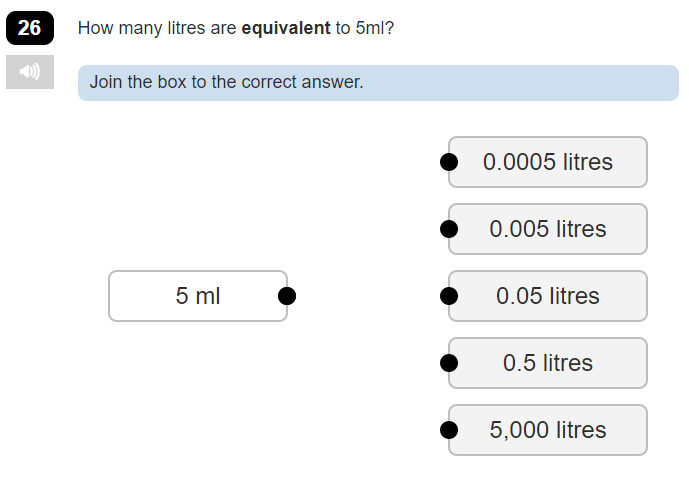 26
How many litres are equivalent to 5ml?
Join the box to the correct answer.
0.0005 litres
0.005 litres
5 ml
0.05 litres
0.5 litres
5,000 litres